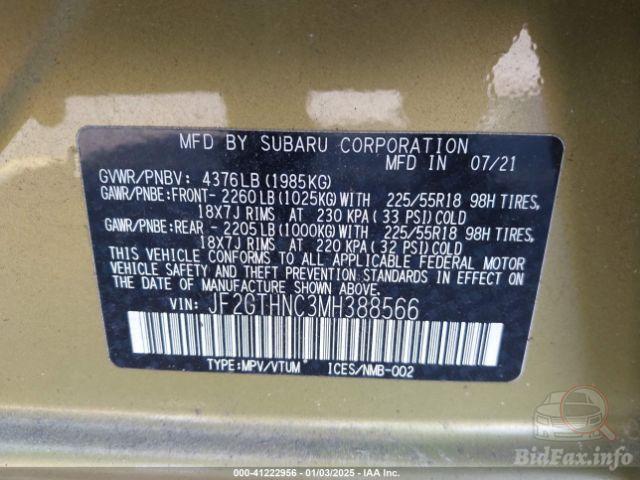 MFD BY SUBARU CORPORATION
MFD IN 07/21
GVWR/PNBV: 4376LB(1985KG)
GAWR/PNBE:FRONT- 2260LB(1025KG)WITH 225/55R18 98H TIRES,
18X7J RIMS AT 230 KPA( 33 PSI)COLD
GAWR/PNBE:REAR - 2205LB(1000KG)WITH 225/55R18 98H TIRES,
18X7J RIMS AT 220 KPA( 32 PSI)COLD
THIS VEHICLE CONFORMS TO ALL APPLICABLE FEDERAL MOTOR
VEHICLE SAFETY AND THEFT PREVENTION STANDARDS IN EFFECT
ON THE DATE OF MANUFACTURE SHOWN ABOVE.
VIN: JF2GTHNC3MH388566
TYPE:MPV/VTUM ICES/NMB-002
© COPART - 41222956 - 01/03/2025 - IAA Inc.
BidFax.info